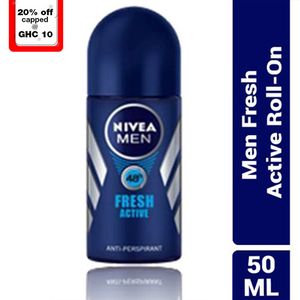 20% off
capped
@
GHC 10
NIVEA
MEN
48h
FRESH
ACTIVE
ANTI-PERSPIRANT
Men Fresh
Active Roll-On
50
ML